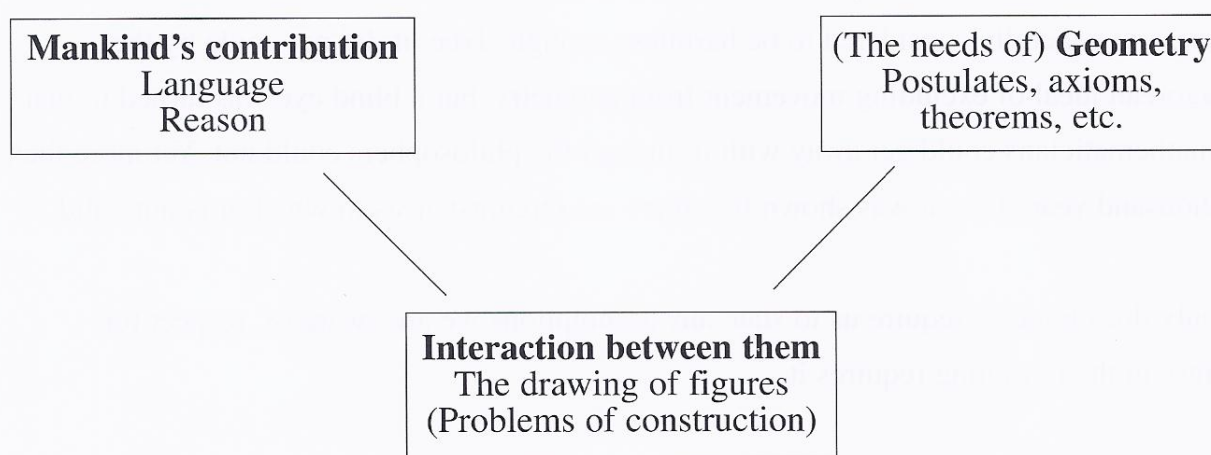 Mankind's contribution
Language
Reason
(The needs of) Geometry
Postulates, axioms,
theorems, etc.
Interaction between them
The drawing of figures
(Problems of construction)